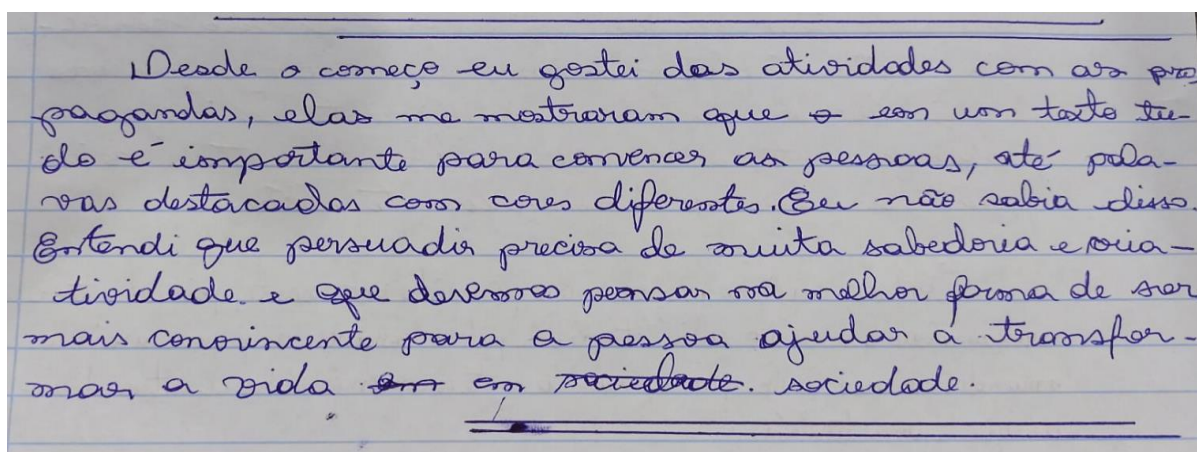 Desde o começo eu gostei das atividades com as pro
pagandas, elas me mostraram que o em um texto tu-
do é importante para convencer as pessoas, até pala-
vas destacadas com cores diferentes. Eu não sabia disso.
Entendi que persuadir precisa de muita sabedoria e cria-
tividade e que devemos pensar na melhor forma de ser
mais convincente para a pessoa ajudar á transfor-
mar a vida em em sociedade. sociedade.